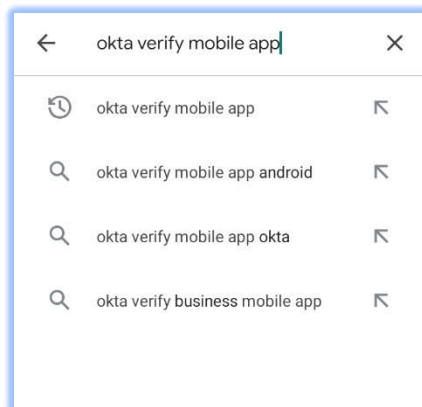 okta verify mobile app
okta verify mobile app
okta verify mobile app android
okta verify mobile app okta
okta verify business mobile app